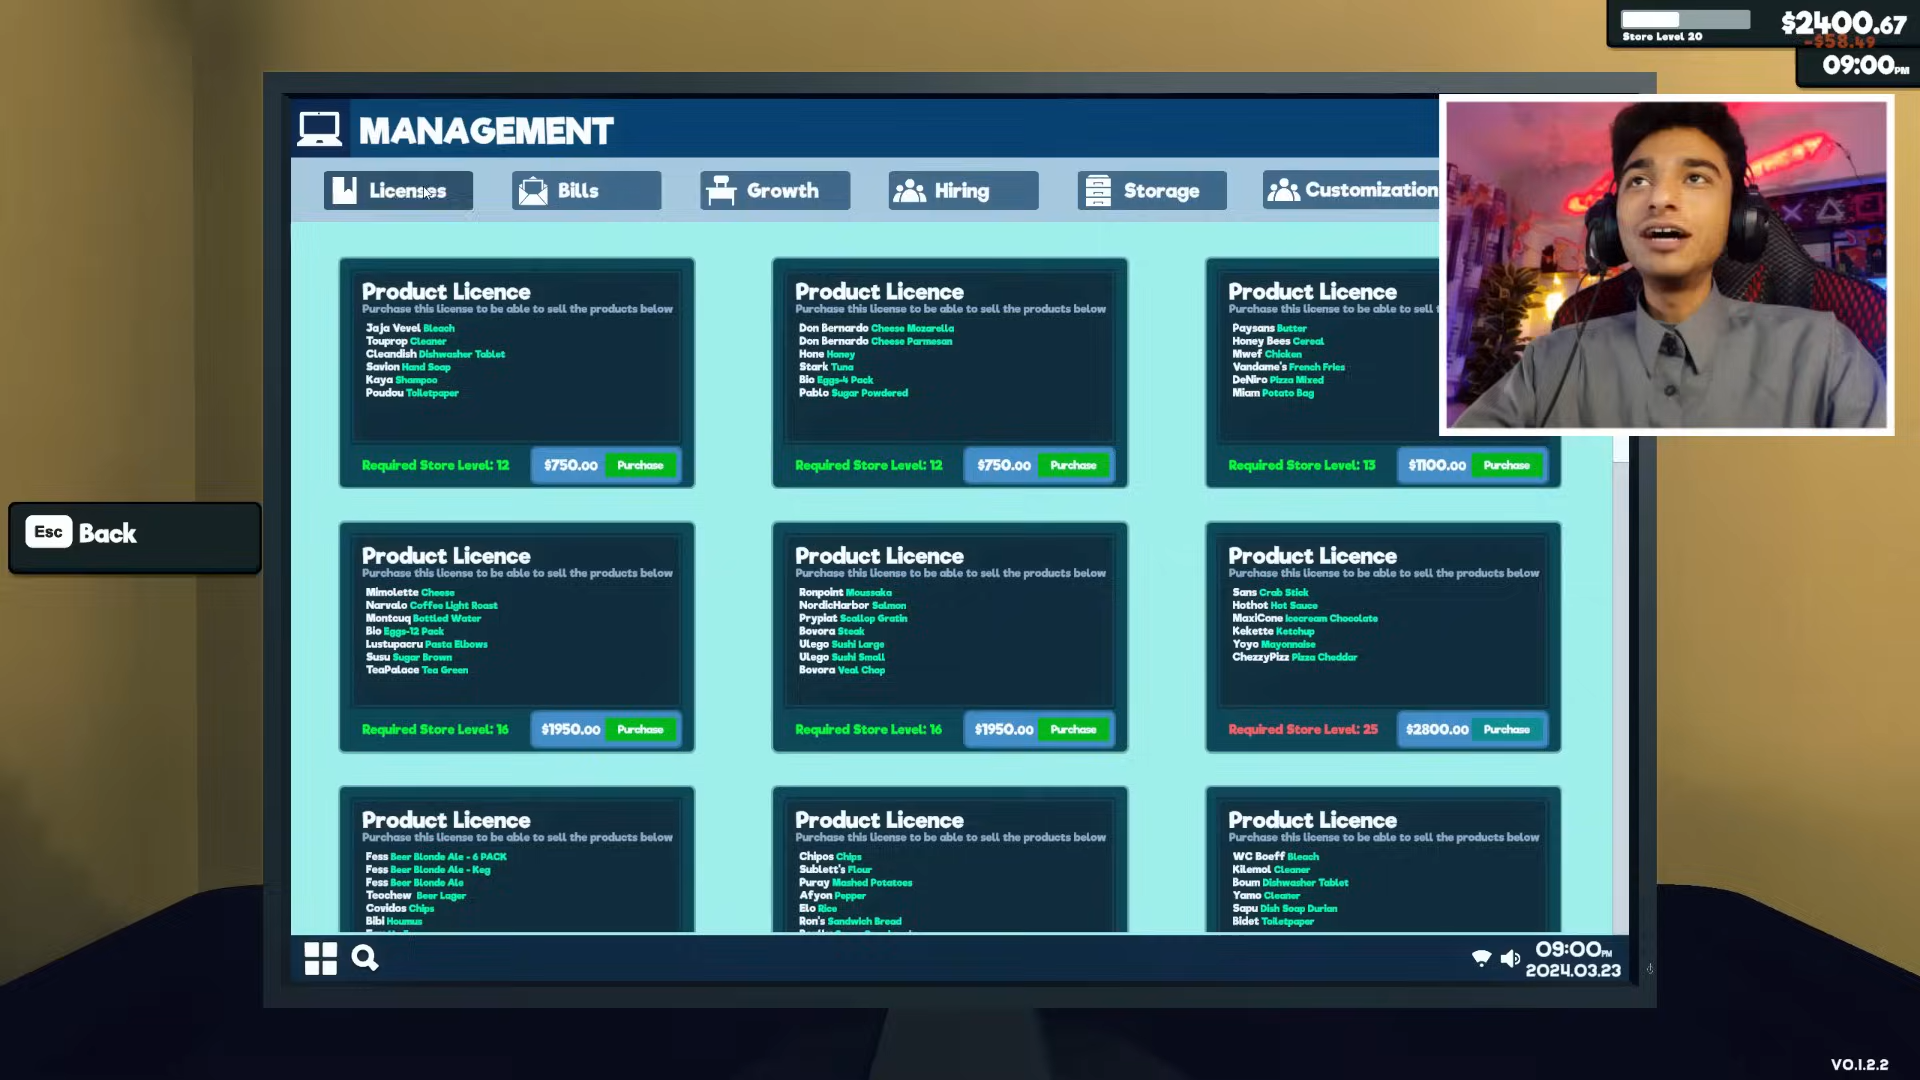 $2400.67
Store Level 20
-$58.49
09:00PM
MANAGEMENT
Licenses
Bills
Growth
Hiring
Storage
Customization
Product Licence
Purchase this license to be able to sell the products below
Jaja Vevel Bleach
Touprop Cleaner
Cleandish Dishwasher Tablet
Savion Hand Soap
Kaya Shampoo
Poudou Toiletpaper
Required Store Level: 12
$750.00
Purchase
Product Licence
Purchase this license to be able to sell the products below
Don Bernardo Cheese Mozarella
Don Bernardo Cheese Parmesan
Hone Honey
Stark Tuna
Bio Eggs-4 Pack
Pablo Sugar Powdered
Required Store Level: 12
$750.00
Purchase
Product Licence
Purchase this license to be able to sell
Paysans Butter
Honey Bees Cereal
Mwef Chicken
Vandame's French Fries
DeNiro Pizza Mixed
Miam Potato Bag
Required Store Level: 13
$1100.00
Purchase
Esc Back
Product Licence
Purchase this license to be able to sell the products below
Mimolette Cheese
Narvalo Coffee Light Roast
Montcuq Bottled Water
Bio Eggs-12 Pack
Lustupacru Pasta Elbows
Susu Sugar Brown
TeaPalace Tea Green
Required Store Level: 16
$1950.00
Purchase
Product Licence
Purchase this license to be able to sell the products below
Ronpoint Moussaka
NordicHarbor Salmon
Prypiat Scallop Gratin
Bovora Steak
Ulego Sushi Large
Ulego Sushi Small
Bovora Veal Chop
Required Store Level: 16
$1950.00
Purchase
Product Licence
Purchase this license to be able to sell the products below
Sans Crab Stick
Hothot Hot Sauce
MaxiCone Icecream Chocolate
Kekette Ketchup
Yoyo Mayonnaise
ChezzyPizz Pizza Cheddar
Required Store Level: 25
$2800.00
Purchase
Product Licence
Purchase this license to be able to sell the products below
Fess Beer Blonde Ale - 6 PACK
Fess Beer Blonde Ale - Keg
Fess Beer Blonde Ale
Teochew Beer Lager
Covidos Chips
Bibi Houmus
Product Licence
Purchase this license to be able to sell the products below
Chipos Chips
Sublett's Flour
Puray Mashed Potatoes
Afyon Pepper
Elo Rice
Ron's Sandwich Bread
Product Licence
Purchase this license to be able to sell the products below
WC Boeff Bleach
Kilemol Cleaner
Boum Dishwasher Tablet
Yamo Cleaner
Sapu Dish Soap Durian
Bidet Toiletpaper
09:00PM
2024.03.23
V0.1.2.2